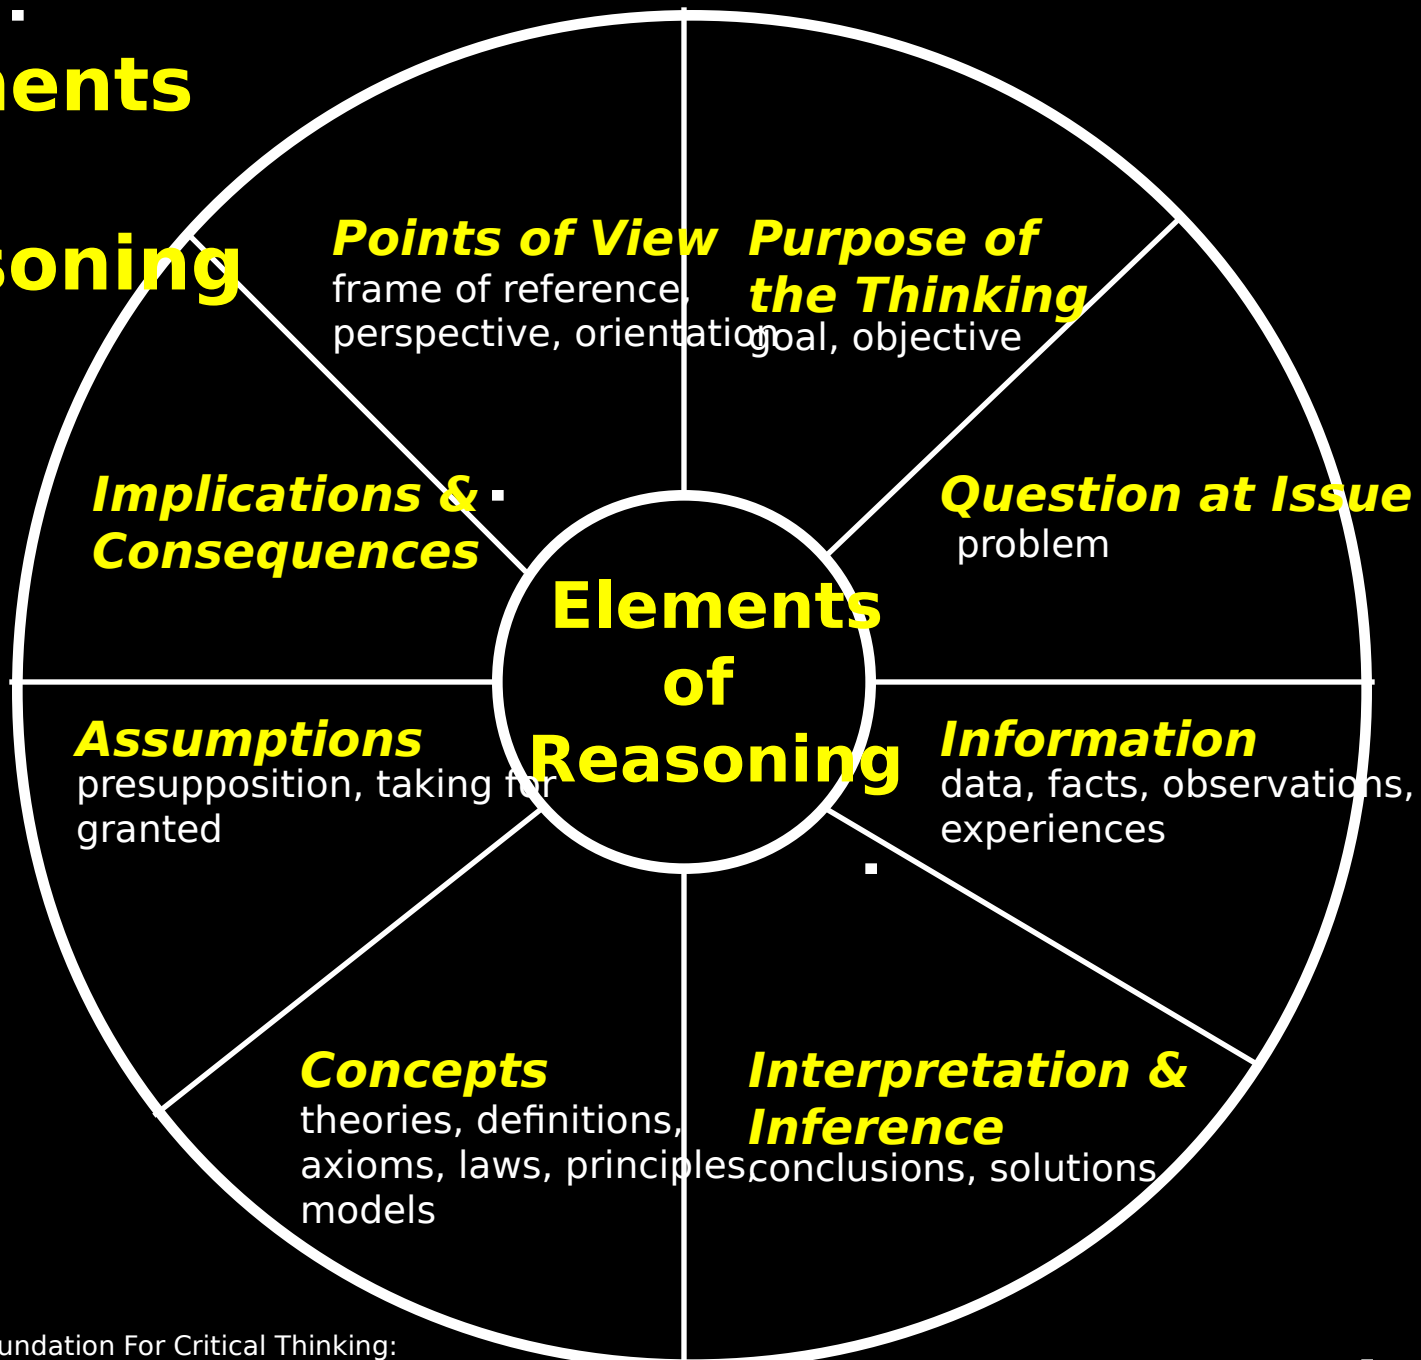 ments
soning
Points of View
frame of reference,
perspective, orientation
Purpose of
the Thinking
goal, objective
Implications &
Consequences
Question at Issue
problem
Elements
of
Reasoning
Assumptions
presupposition, taking for
granted
Information
data, facts, observations,
experiences
Concepts
theories, definitions,
axioms, laws, principles,
models
Interpretation &
Inference
conclusions, solutions
undation For Critical Thinking: